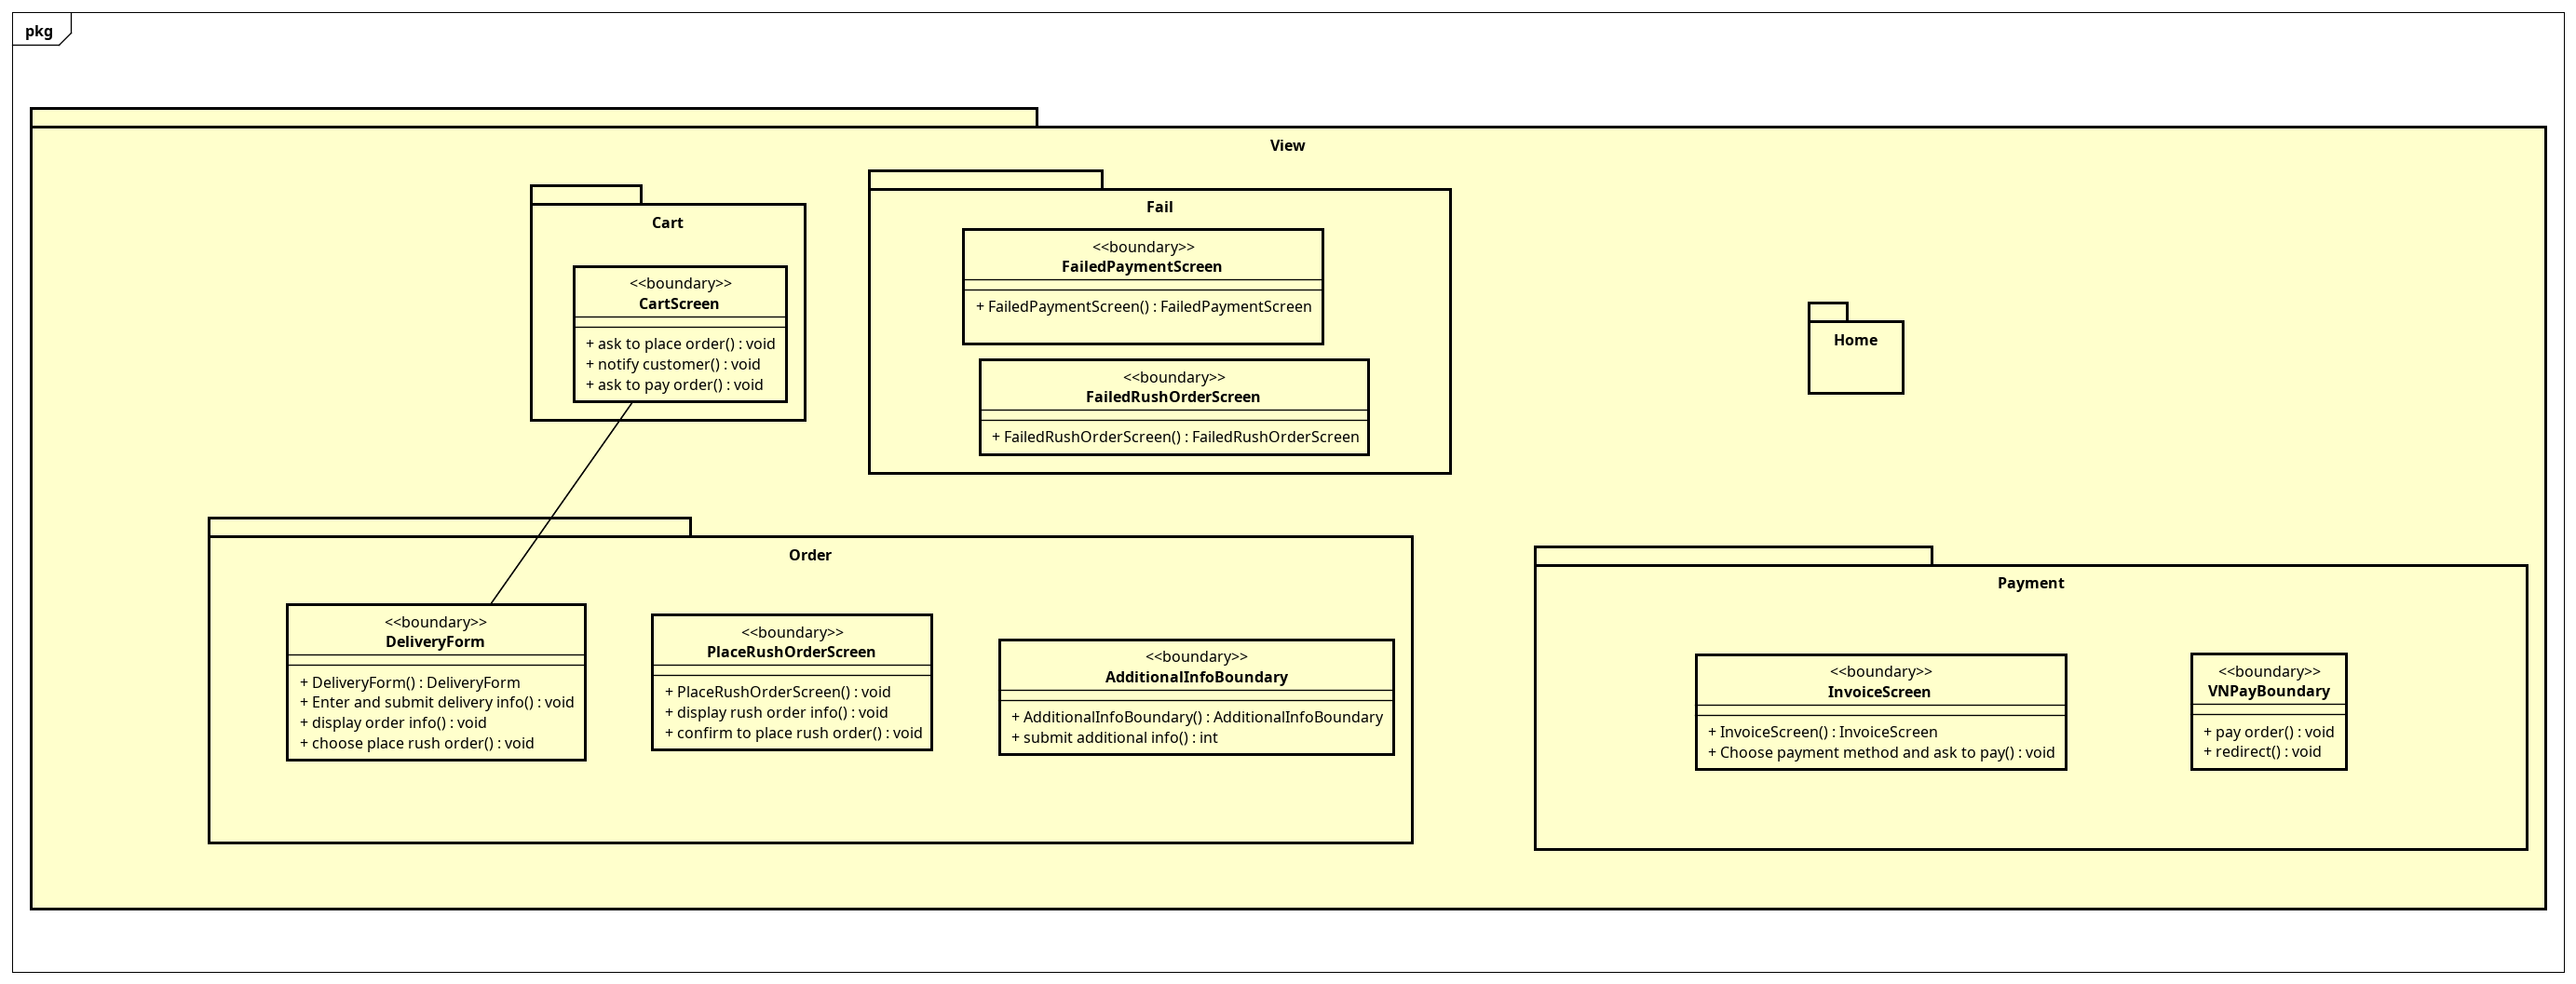 pkg
View
Cart
<<boundary>>
CartScreen
+ ask to place order() : void
+ notify customer() : void
+ ask to pay order() : void
Fail
<<boundary>>
FailedPaymentScreen
+ FailedPaymentScreen() : FailedPaymentScreen
<<boundary>>
FailedRushOrderScreen
+ FailedRushOrderScreen() : FailedRushOrderScreen
Home
Order
<<boundary>>
DeliveryForm
+ DeliveryForm() : DeliveryForm
+ Enter and submit delivery info() : void
+ display order info() : void
+ choose place rush order() : void
<<boundary>>
PlaceRushOrderScreen
+ PlaceRushOrderScreen() : void
+ display rush order info() : void
+ confirm to place rush order() : void
<<boundary>>
AdditionalInfoBoundary
+ AdditionalInfoBoundary() : AdditionalInfoBoundary
+ submit additional info() : int
Payment
<<boundary>>
InvoiceScreen
+ InvoiceScreen() : InvoiceScreen
+ Choose payment method and ask to pay() : void
<<boundary>>
VNPayBoundary
+ pay order() : void
+ redirect() : void